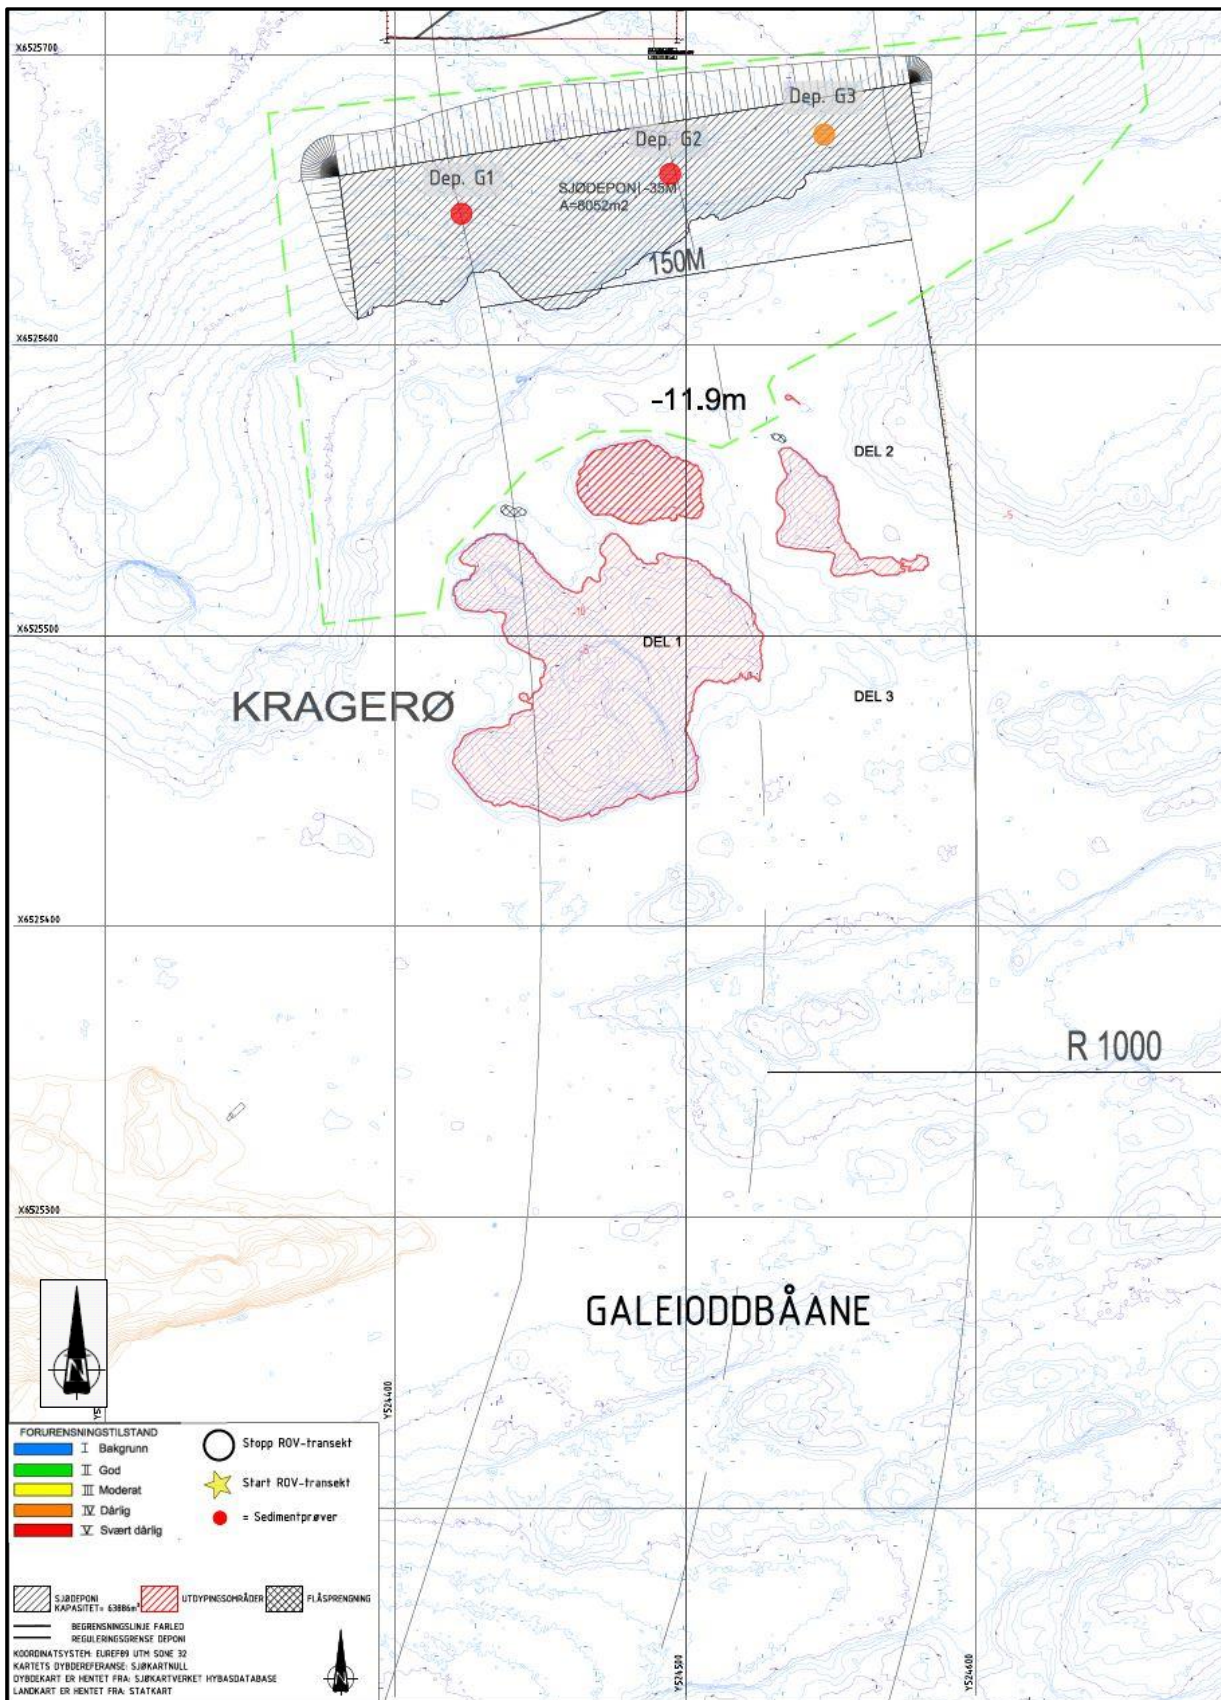 X6525700
Dep. G3
Dep. G2
Dep. G1
SJØDEPONI -35M
A=8052m2
150M
X6525600
-11.9m
DEL 2
-5
X6525500
-10
DEL 1
-5
KRAGERØ
DEL 3
X6525400
R 1000
X6525300
GALEIODDBÅANE
N
Y524400
Y524500
Y524600
FORURENSNINGSTILSTAND
I Bakgrunn
II God
III Moderat
IV Dårlig
V Svært dårlig
Stopp ROV-transekt
Start ROV-transekt
= Sedimentprøver
SJØDEPONI
KAPASITET= 63886m³
UTDYPINGSOMRÅDER
FLÅSPRENGNING
BEGRENSNINGSLINJE FARLED
REGULERINGSGRENSE DEPONI
KOORDINATSYSTEM: EUREF89 UTM SONE 32
KARTETS DYBDEREFERANSE: SJØKARTNULL
DYBDEKART ER HENTET FRA: SJØKARTVERKET HYBASDATABASE
LANDKART ER HENTET FRA: STATKART
N